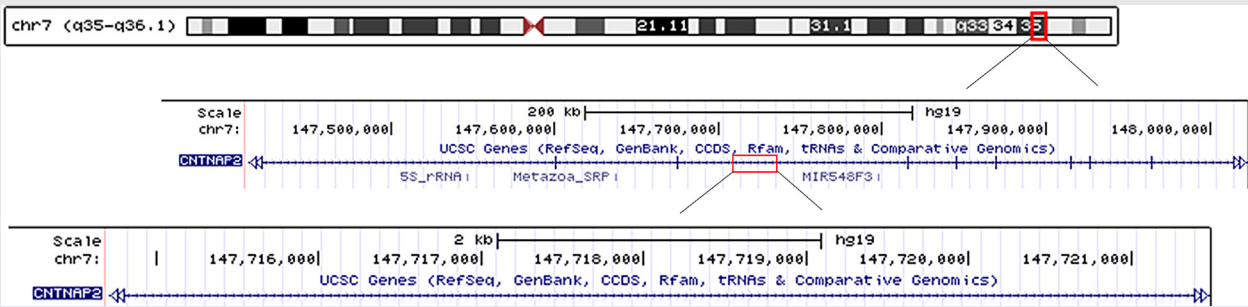 chr7 (q35-q36.1) 21.11 31.1 q33 34 35
Scale 200 kb hg19
chr7: 147,500,000| 147,600,000| 147,700,000| 147,800,000| 147,900,000| 148,000,000|
UCSC Genes (RefSeq, GenBank, CCDS, Rfam, tRNAs & Comparative Genomics)
CNTNAP2
5S_rRNA Metazoa_SRP MIR548F3
Scale 2 kb hg19
chr7: | 147,716,000| 147,717,000| 147,718,000| 147,719,000| 147,720,000| 147,721,000|
UCSC Genes (RefSeq, GenBank, CCDS, Rfam, tRNAs & Comparative Genomics)
CNTNAP2